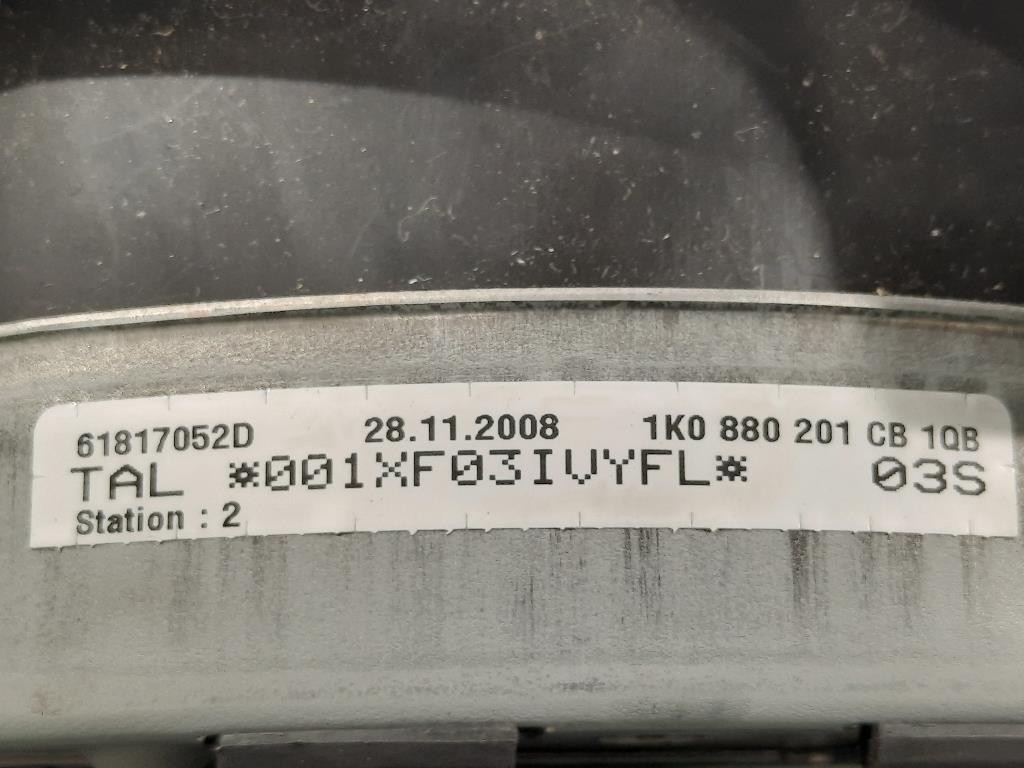 61817052D 28.11.2008 1K0 880 201 CB 1QB
TAL *001XF03IVYFL* 03S
Station : 2